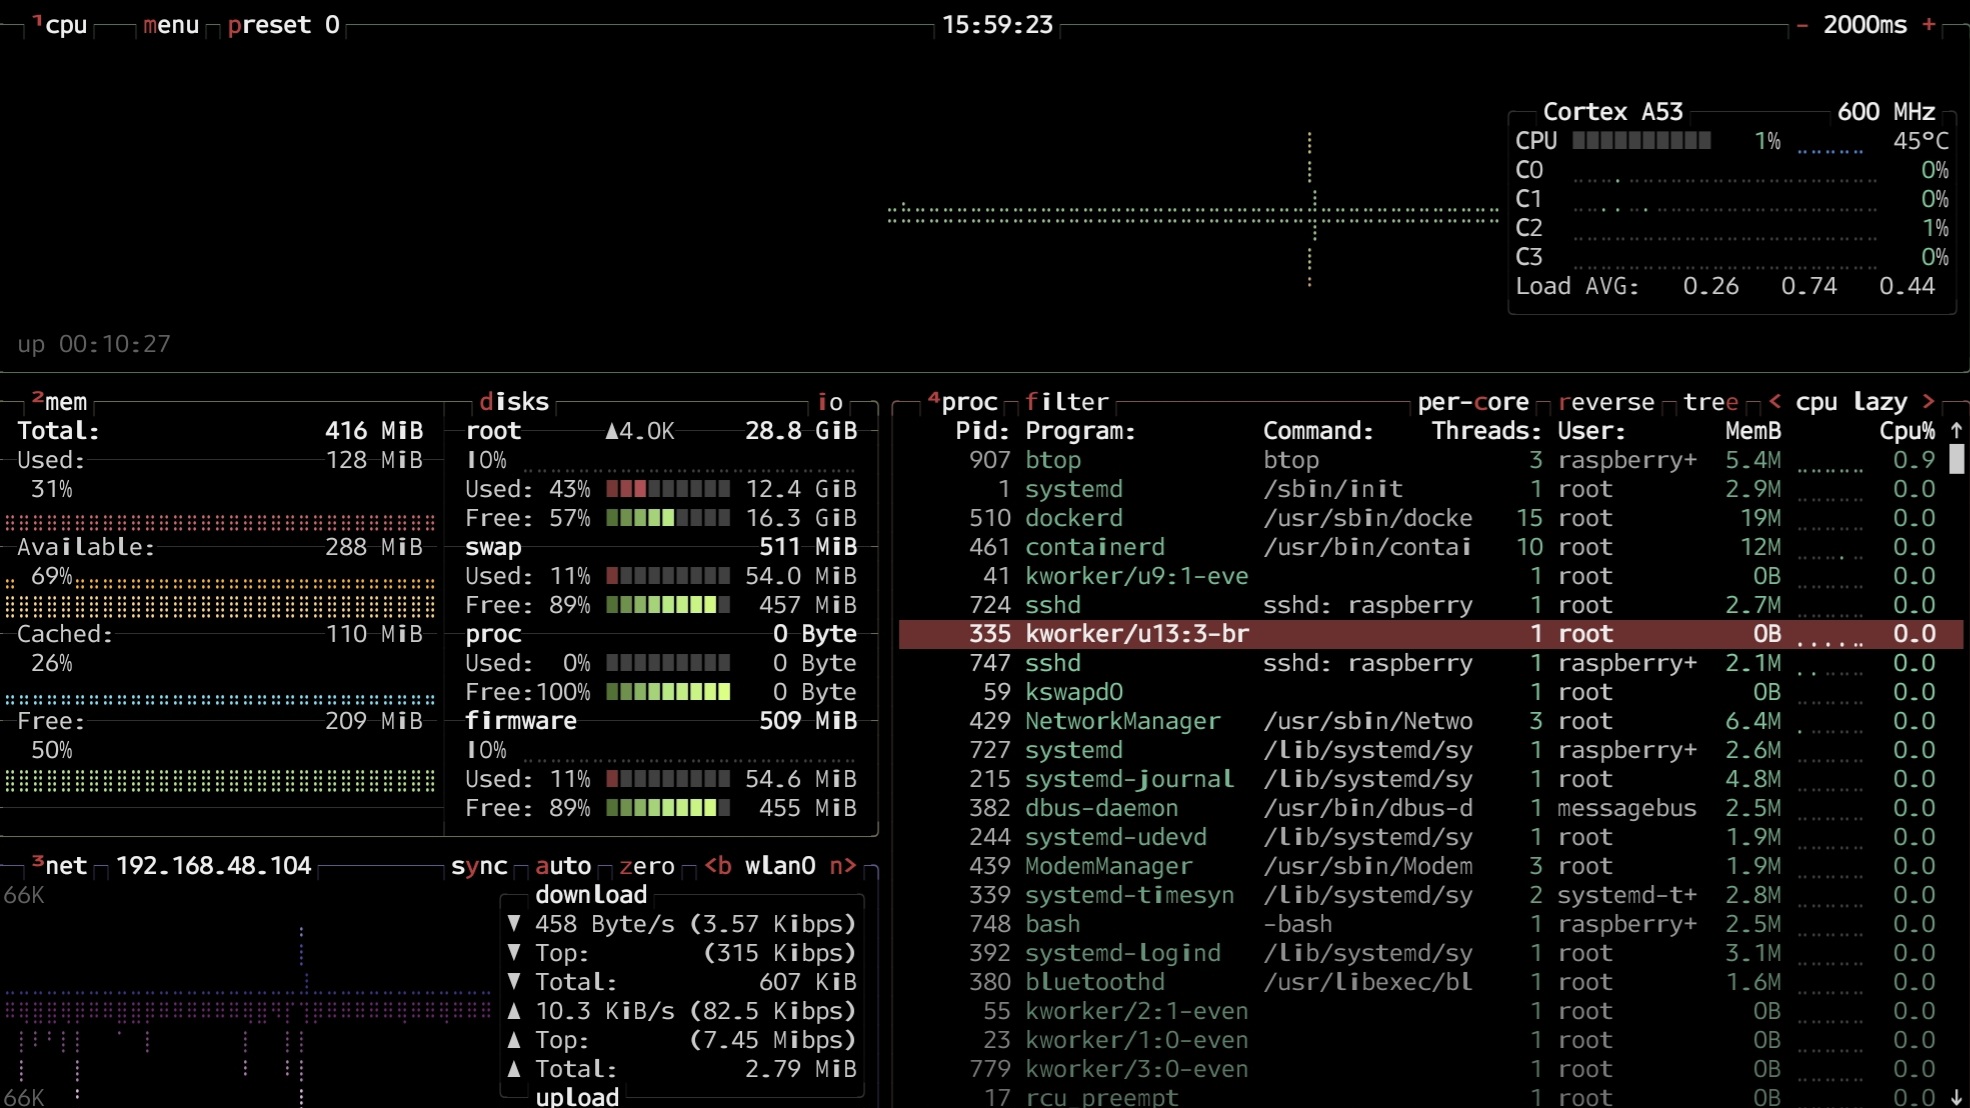 ¹cpu menu preset 0 15:59:23 - 2000ms +
Cortex A53 600 MHz
CPU 1% 45°C
C0 0%
C1 0%
C2 1%
C3 0%
Load AVG: 0.26 0.74 0.44
up 00:10:27
²mem
Total: 416 MiB
Used: 128 MiB
31%
Available: 288 MiB
69%
Cached: 110 MiB
26%
Free: 209 MiB
50%
disks io
root ▲4.0K 28.8 GiB
IO%
Used: 43% 12.4 GiB
Free: 57% 16.3 GiB
swap 511 MiB
Used: 11% 54.0 MiB
Free: 89% 457 MiB
proc 0 Byte
Used: 0% 0 Byte
Free:100% 0 Byte
firmware 509 MiB
IO%
Used: 11% 54.6 MiB
Free: 89% 455 MiB
³net 192.168.48.104 sync auto zero <b wlan0 n>
66K
download
▼ 458 Byte/s (3.57 Kibps)
▼ Top: (315 Kibps)
▼ Total: 607 KiB
▲ 10.3 KiB/s (82.5 Kibps)
▲ Top: (7.45 Mibps)
▲ Total: 2.79 MiB
upload
66K
⁴proc filter per-core reverse tree < cpu lazy >
Pid: Program: Command: Threads: User: MemB Cpu% ↑
907 btop btop 3 raspberry+ 5.4M 0.9
1 systemd /sbin/init 1 root 2.9M 0.0
510 dockerd /usr/sbin/docke 15 root 19M 0.0
461 containerd /usr/bin/contai 10 root 12M 0.0
41 kworker/u9:1-eve 1 root 0B 0.0
724 sshd sshd: raspberry 1 root 2.7M 0.0
335 kworker/u13:3-br 1 root 0B 0.0
747 sshd sshd: raspberry 1 raspberry+ 2.1M 0.0
59 kswapd0 1 root 0B 0.0
429 NetworkManager /usr/sbin/Netwo 3 root 6.4M 0.0
727 systemd /lib/systemd/sy 1 raspberry+ 2.6M 0.0
215 systemd-journal /lib/systemd/sy 1 root 4.8M 0.0
382 dbus-daemon /usr/bin/dbus-d 1 messagebus 2.5M 0.0
244 systemd-udevd /lib/systemd/sy 1 root 1.9M 0.0
439 ModemManager /usr/sbin/Modem 3 root 1.9M 0.0
339 systemd-timesyn /lib/systemd/sy 2 systemd-t+ 2.8M 0.0
748 bash -bash 1 raspberry+ 2.5M 0.0
392 systemd-logind /lib/systemd/sy 1 root 3.1M 0.0
380 bluetoothd /usr/libexec/bl 1 root 1.6M 0.0
55 kworker/2:1-even 1 root 0B 0.0
23 kworker/1:0-even 1 root 0B 0.0
779 kworker/3:0-even 1 root 0B 0.0
17 rcu_preempt 1 root 0B 0.0 ↓